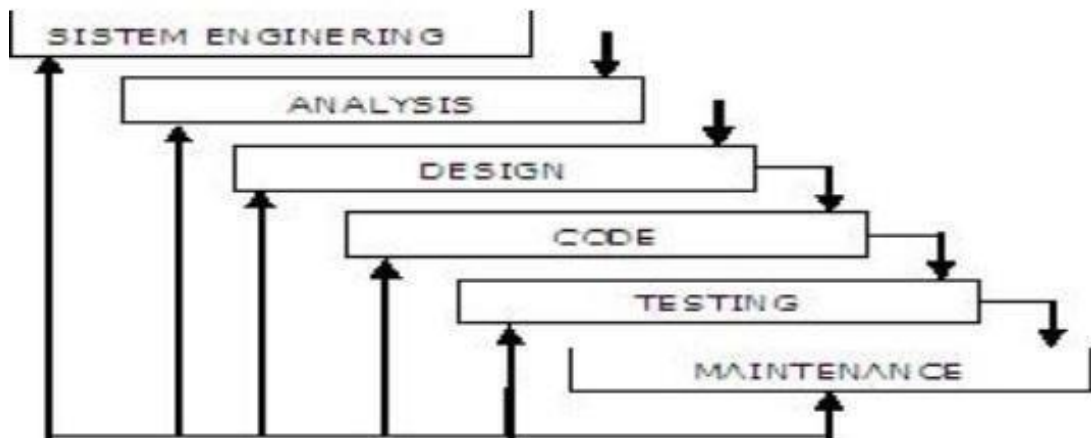 SISTEM ENGINERING
ANALYSIS
DESIGN
CODE
TESTING
MAINTENANCE